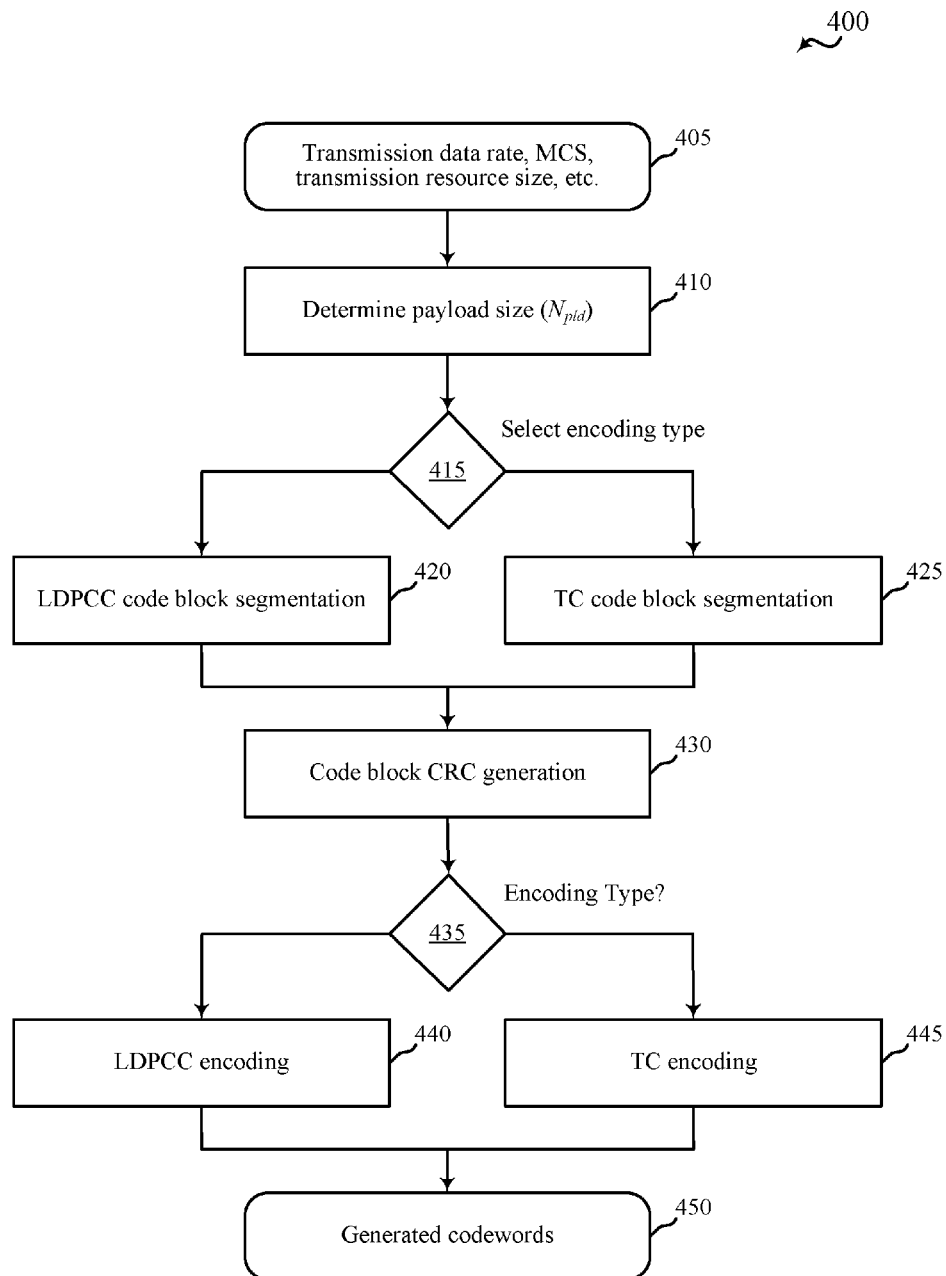 400
Transmission data rate, MCS,
transmission resource size, etc.
405
Determine payload size (Npld)
410
Select encoding type
415
LDPCC code block segmentation
420
TC code block segmentation
425
Code block CRC generation
430
Encoding Type?
435
LDPCC encoding
440
TC encoding
445
Generated codewords
450